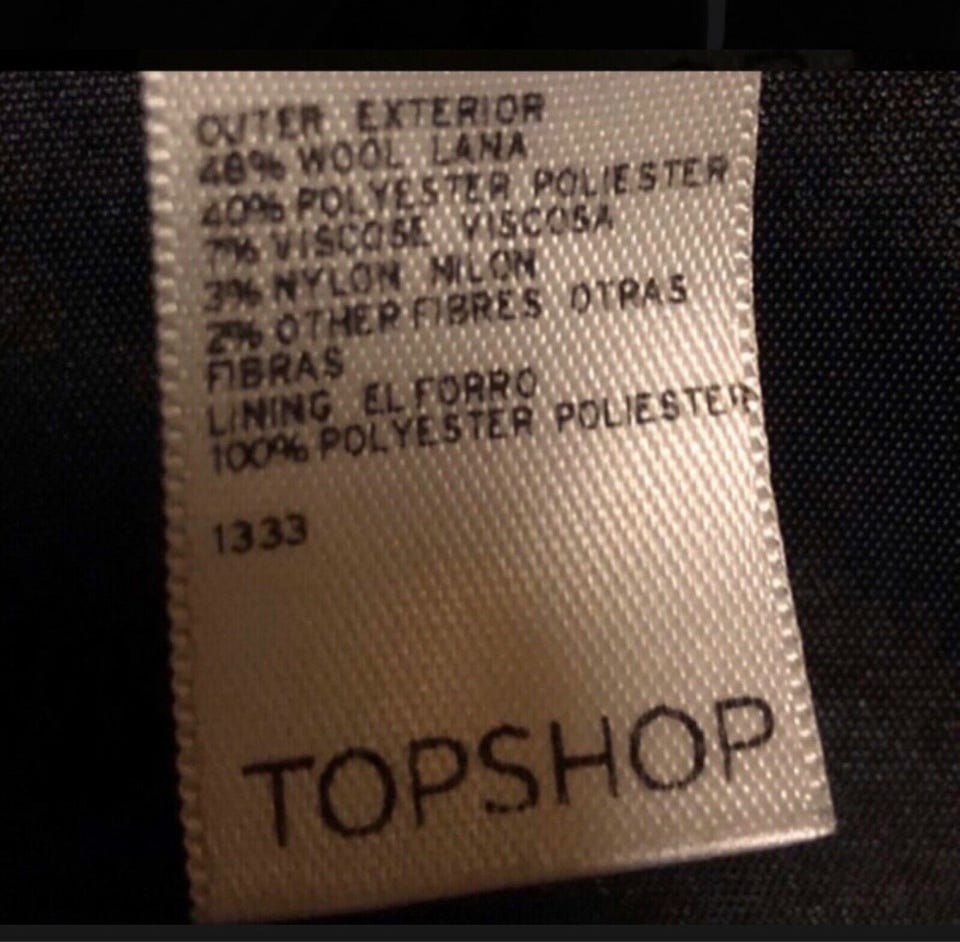 OUTER EXTERIOR
48% WOOL LANA
40% POLYESTER POLIESTER
7% VISCOSE VISCOSA
3% NYLON NILON
2% OTHER FIBRES OTRAS
FIBRAS
LINING EL FORRO
100% POLYESTER POLIESTER
1333
TOPSHOP